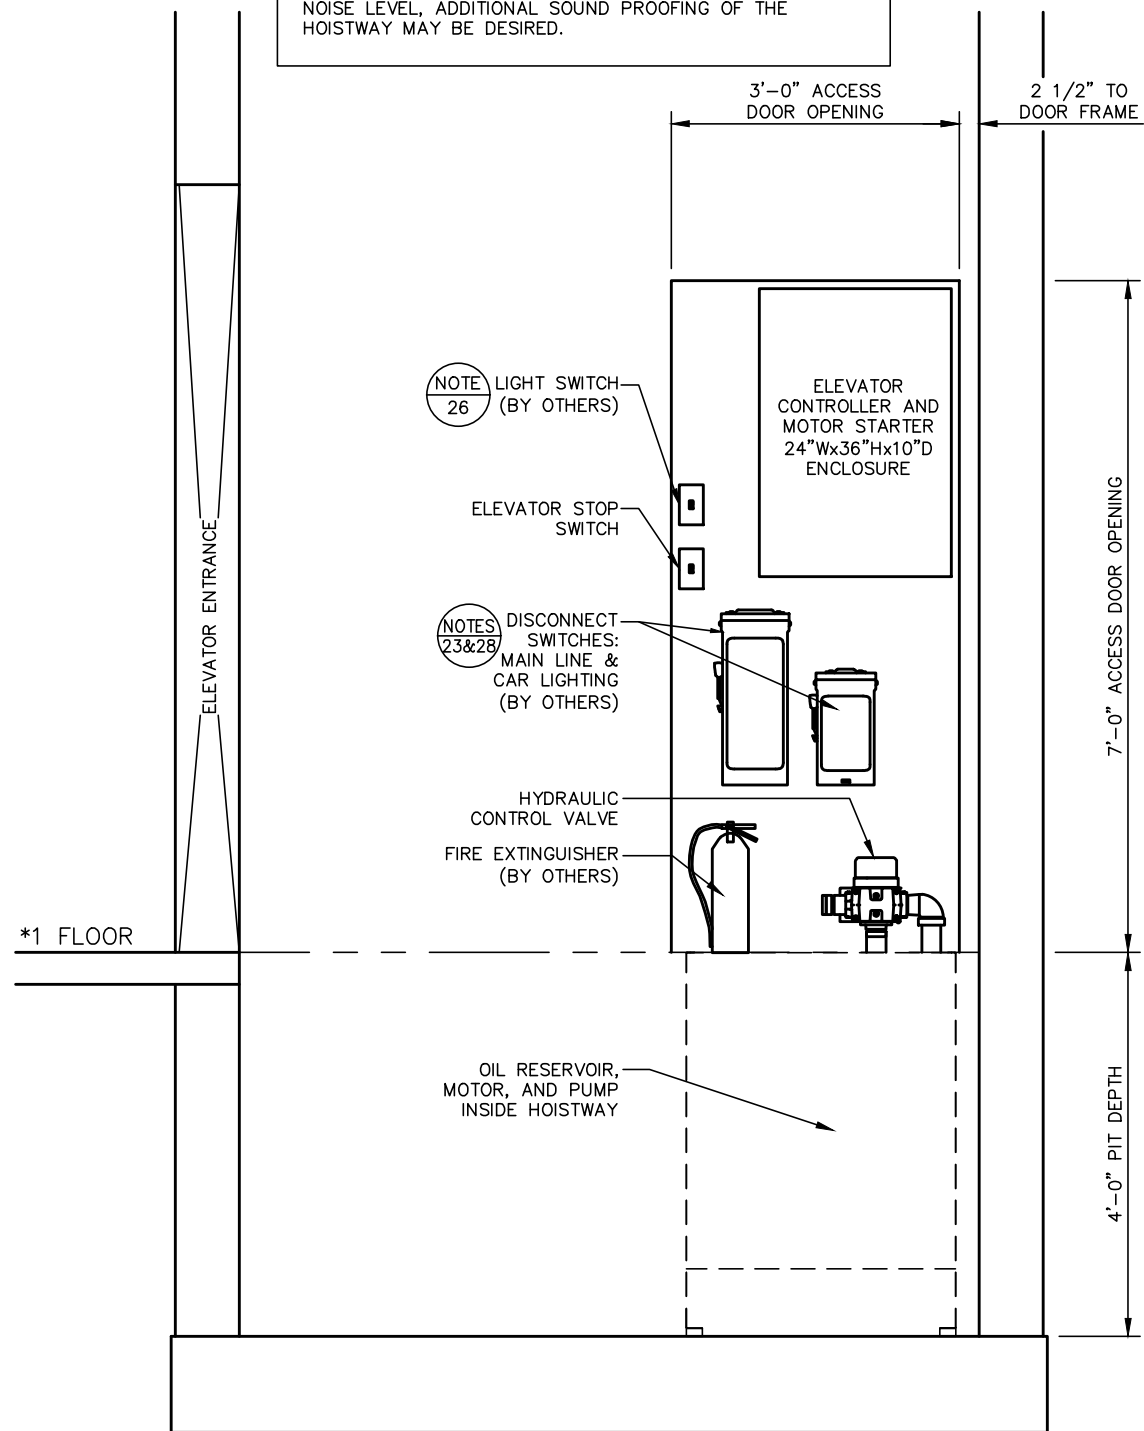 NOISE LEVEL, ADDITIONAL SOUND PROOFING OF THE
HOISTWAY MAY BE DESIRED.
3'-0" ACCESS
DOOR OPENING
2 1/2" TO
DOOR FRAME
ELEVATOR
CONTROLLER AND
MOTOR STARTER
24"Wx36"Hx10"D
ENCLOSURE
NOTE
26
LIGHT SWITCH
(BY OTHERS)
ELEVATOR STOP
SWITCH
NOTES
23&28
DISCONNECT
SWITCHES:
MAIN LINE &
CAR LIGHTING
(BY OTHERS)
ELEVATOR ENTRANCE
7'-0" ACCESS DOOR OPENING
HYDRAULIC
CONTROL VALVE
FIRE EXTINGUISHER
(BY OTHERS)
*1 FLOOR
OIL RESERVOIR,
MOTOR, AND PUMP
INSIDE HOISTWAY
4'-0" PIT DEPTH